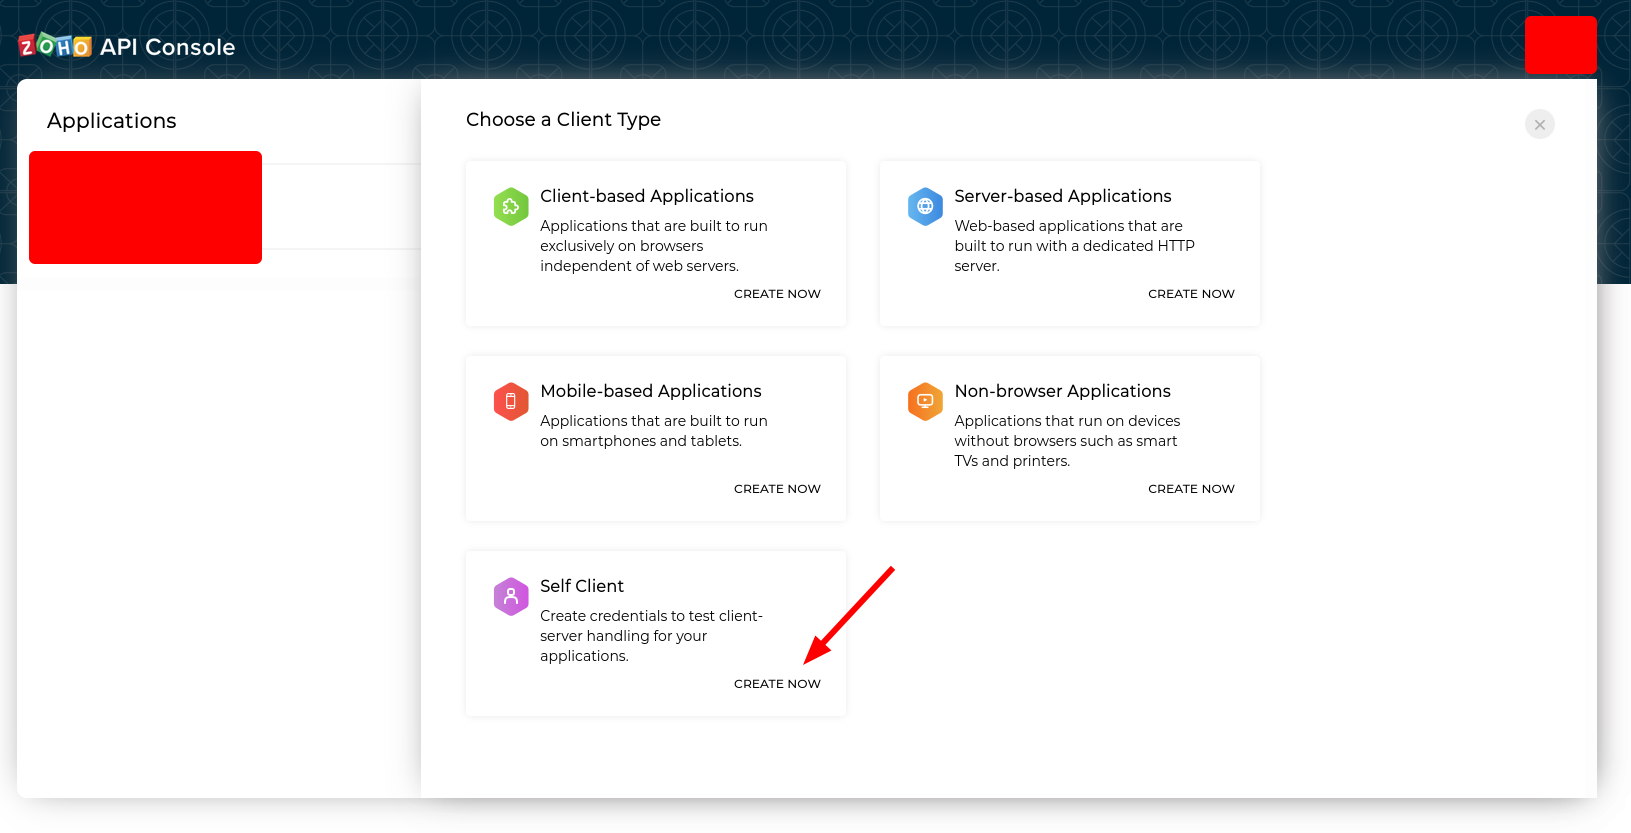 ZOHO API Console
Applications
Choose a Client Type
Client-based Applications
Applications that are built to run
exclusively on browsers
independent of web servers.
CREATE NOW
Server-based Applications
Web-based applications that are
built to run with a dedicated HTTP
server.
CREATE NOW
Mobile-based Applications
Applications that are built to run
on smartphones and tablets.
CREATE NOW
Non-browser Applications
Applications that run on devices
without browsers such as smart
TVs and printers.
CREATE NOW
Self Client
Create credentials to test client-
server handling for your
applications.
CREATE NOW